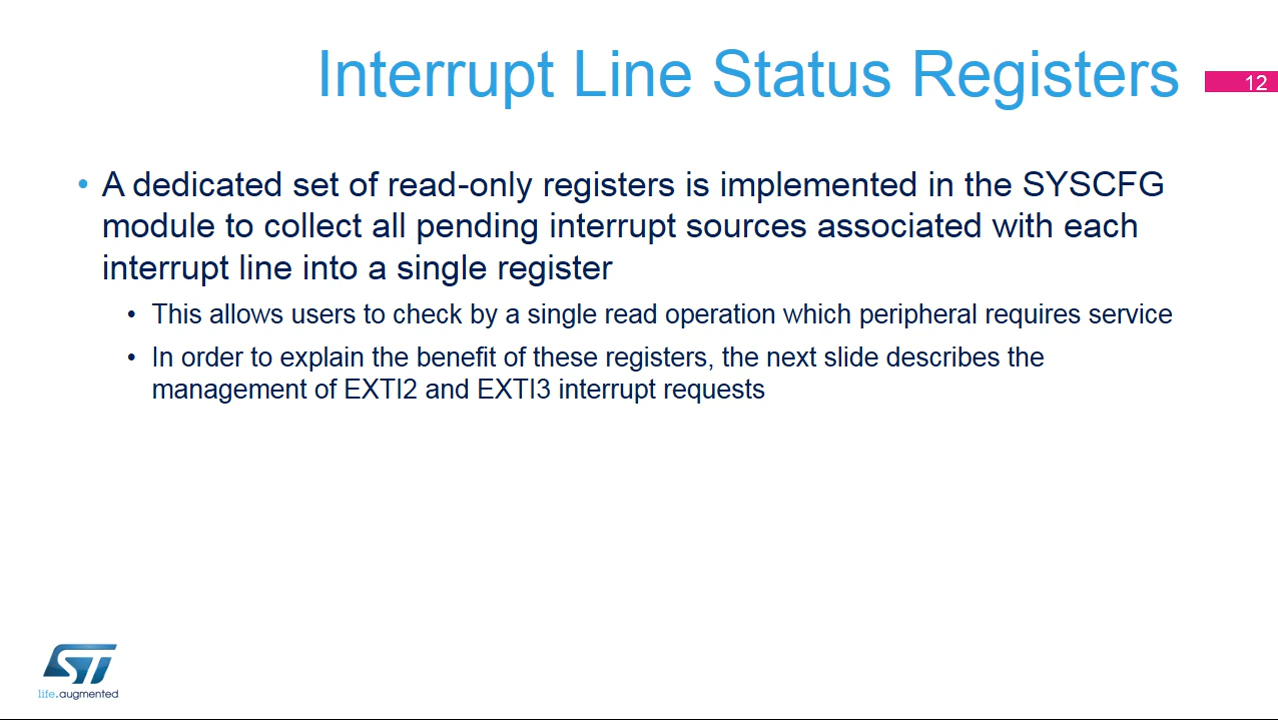 Interrupt Line Status Registers
12
• A dedicated set of read-only registers is implemented in the SYSCFG
module to collect all pending interrupt sources associated with each
interrupt line into a single register
• This allows users to check by a single read operation which peripheral requires service
• In order to explain the benefit of these registers, the next slide describes the
management of EXTI2 and EXTI3 interrupt requests
ST
life.augmented